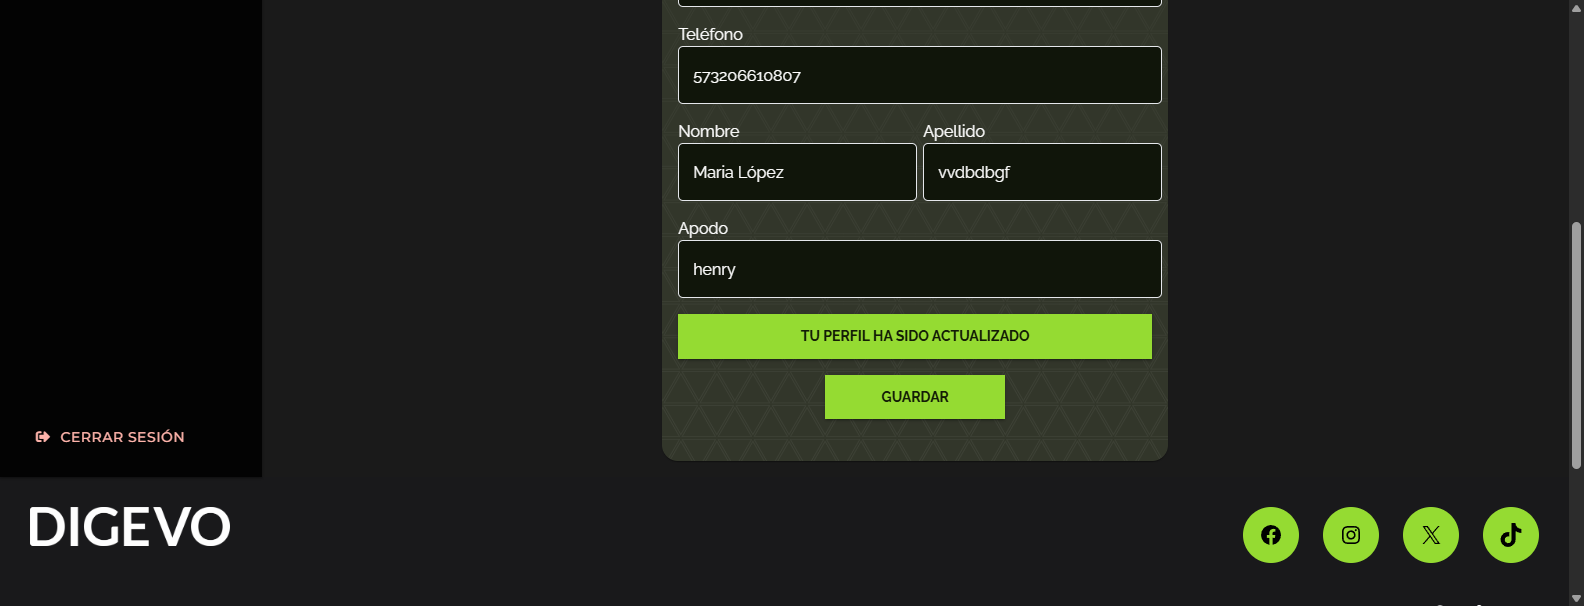 Teléfono
573206610807
Nombre Apellido
Maria López vvdbdbgf
Apodo
henry
TU PERFIL HA SIDO ACTUALIZADO
GUARDAR
CERRAR SESIÓN
DIGEVO